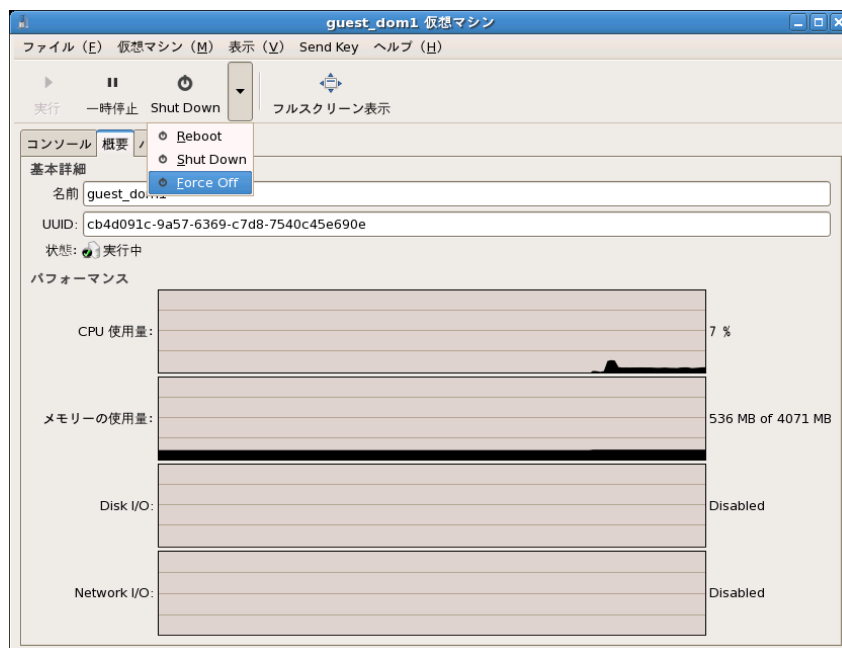 guest_dom1 仮想マシン
ファイル (F) 仮想マシン (M) 表示 (V) Send Key ヘルプ (H)
実行 一時停止 Shut Down フルスクリーン表示
Reboot
Shut Down
Force Off
コンソール 概要
基本詳細
名前 guest_dom1
UUID: cb4d091c-9a57-6369-c7d8-7540c45e690e
状態: 実行中
パフォーマンス
CPU 使用量: 7 %
メモリーの使用量: 536 MB of 4071 MB
Disk I/O: Disabled
Network I/O: Disabled